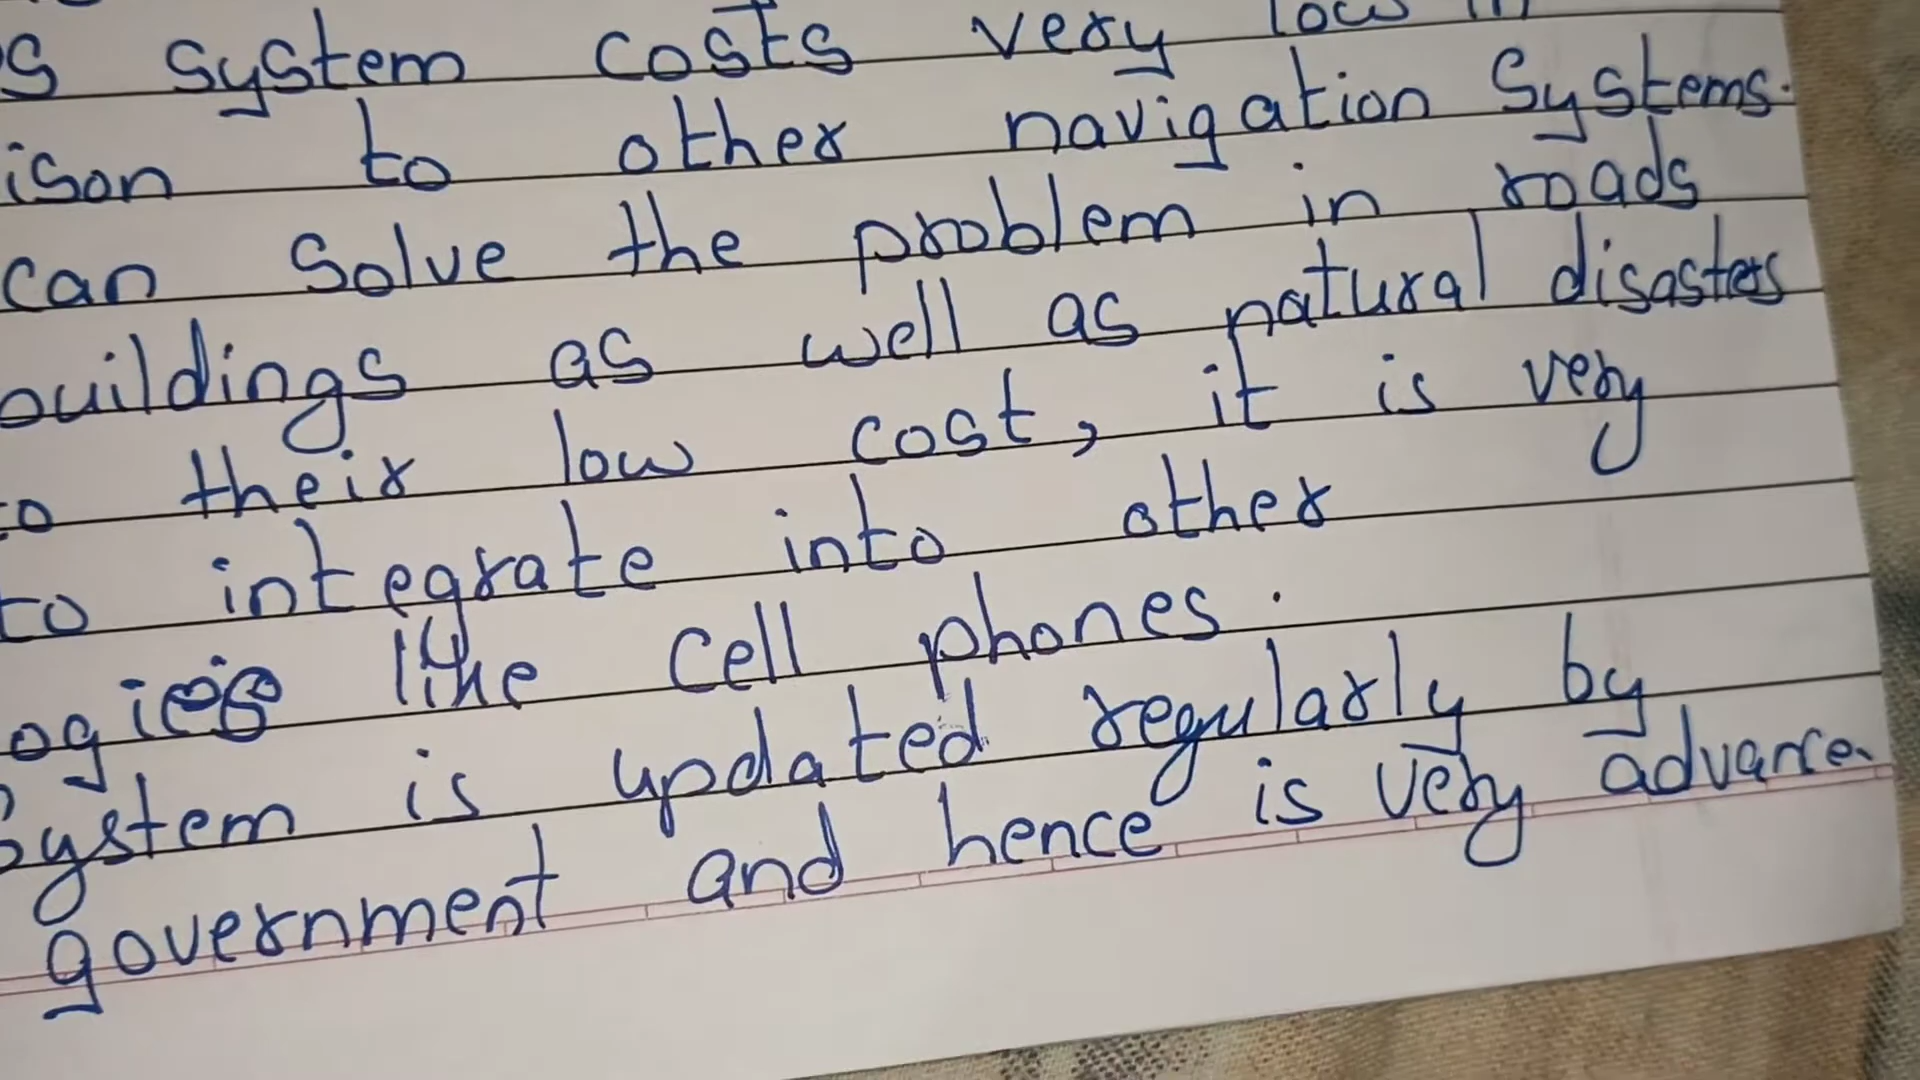 S system costs very low in
ison to other navigation Systems.
can Solve the problem in roads
buildings as well as natural disasters
to their low cost, it is very
to integrate into other
ogies like Cell phones.
System is updated regularly by
government and hence is very advance.